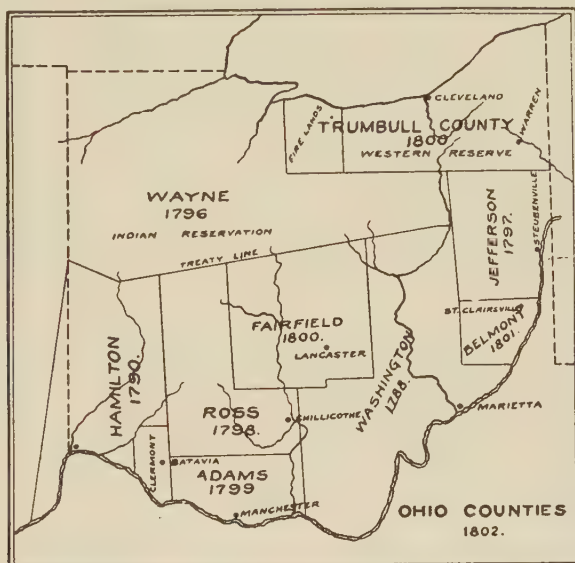 CLEVELAND
FIRE LANDS
TRUMBULL COUNTY
1800
WESTERN RESERVE
WARREN
WAYNE
1796
INDIAN RESERVATION
TREATY LINE
JEFFERSON
1797.
STEUBENVILLE
ST. CLAIRSVILLE
BELMONT
1801.
FAIRFIELD
1800.
LANCASTER
WASHINGTON
1788.
MARIETTA
HAMILTON
1790.
ROSS
1798.
CHILLICOTHE
CLERMONT
BATAVIA
ADAMS
1799
MANCHESTER
OHIO COUNTIES
1802.